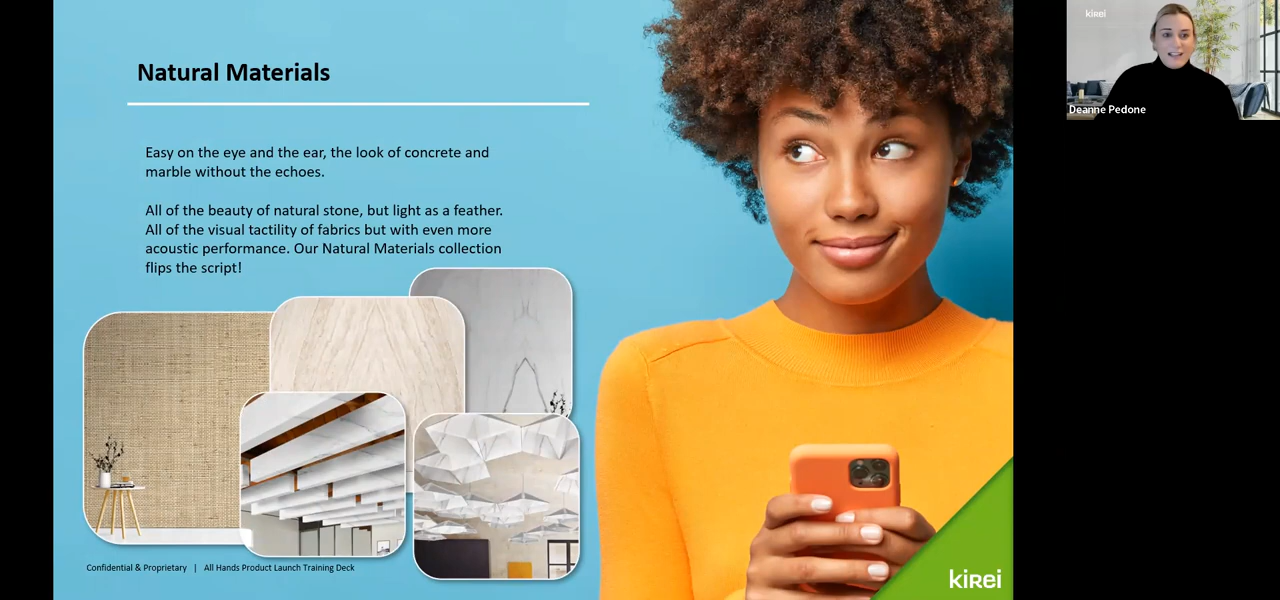 Natural Materials
Easy on the eye and the ear, the look of concrete and
marble without the echoes.
All of the beauty of natural stone, but light as a feather.
All of the visual tactility of fabrics but with even more
acoustic performance. Our Natural Materials collection
flips the script!
Confidential & Proprietary | All Hands Product Launch Training Deck
kirei
kirei
Deanne Pedone